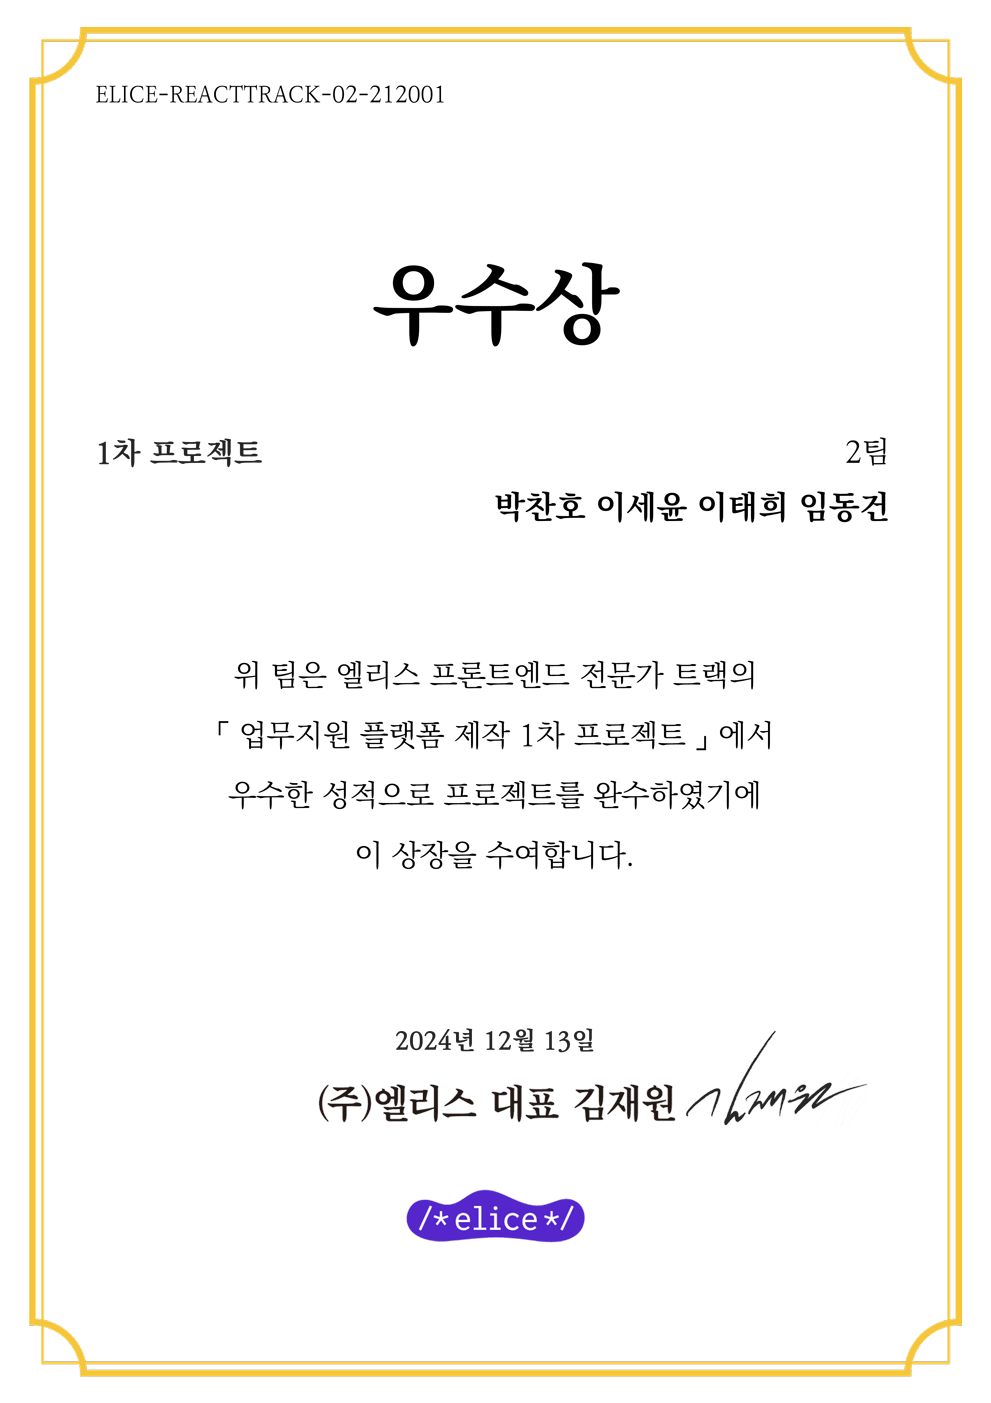 ELICE-REACTTRACK-02-212001
우수상
1차 프로젝트
2팀
박찬호 이세윤 이태희 임동건
위 팀은 엘리스 프론트엔드 전문가 트랙의
「 업무지원 플랫폼 제작 1차 프로젝트 」에서
우수한 성적으로 프로젝트를 완수하였기에
이 상장을 수여합니다.
2024년 12월 13일
(주)엘리스 대표 김재원 김재원
/*elice*/